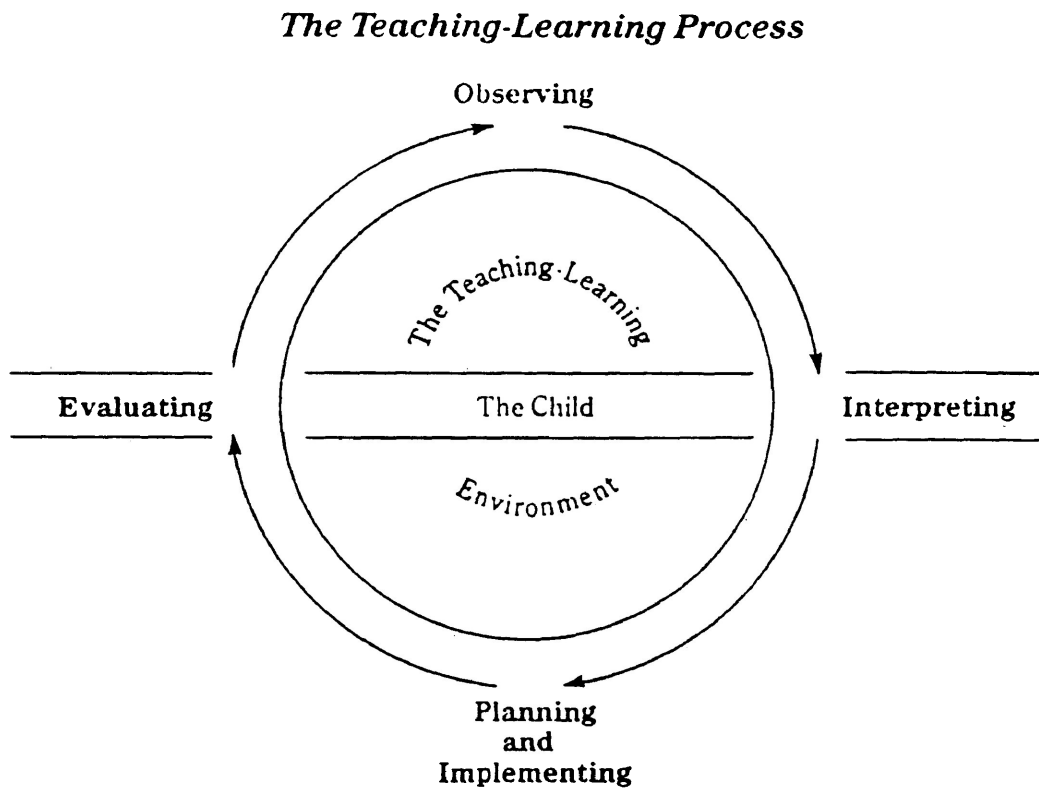 The Teaching-Learning Process
Observing
The Teaching-Learning
Evaluating
The Child
Interpreting
Environment
Planning
and
Implementing